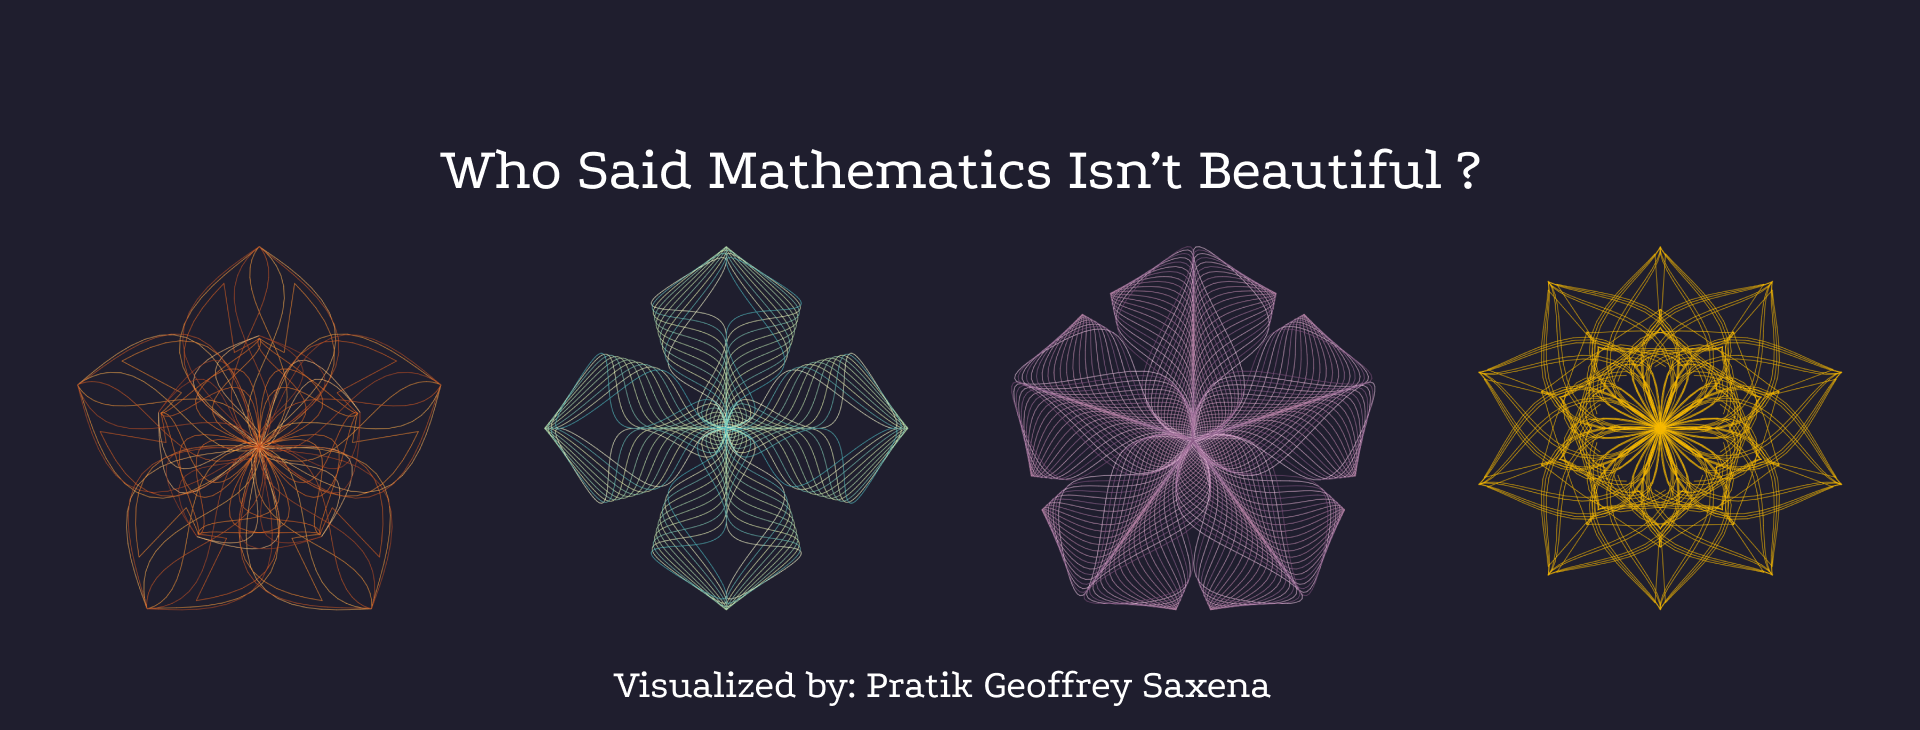 Who Said Mathematics Isn’t Beautiful ?
Visualized by: Pratik Geoffrey Saxena